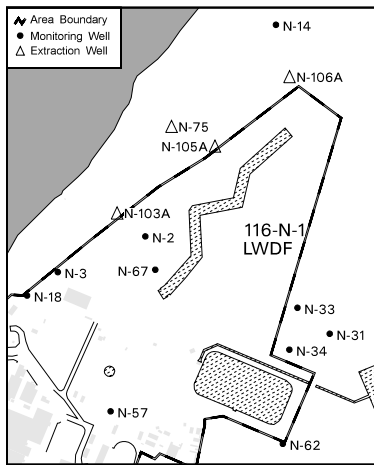 Area Boundary
Monitoring Well
Extraction Well
N-14
N-106A
N-75
N-105A
N-103A
N-2
116-N-1
LWDF
N-3
N-67
N-18
N-33
N-31
N-34
N-57
N-62